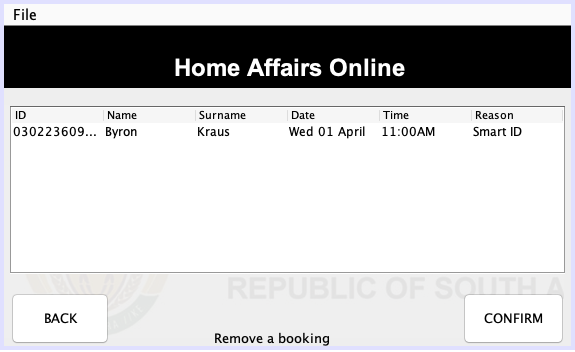 File
Home Affairs Online
ID Name Surname Date Time Reason
030223609... Byron Kraus Wed 01 April 11:00AM Smart ID
REPUBLIC OF SOUTH A
BACK CONFIRM
Remove a booking